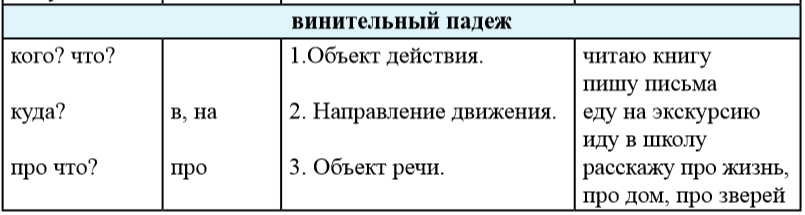 винительный падеж
кого? что? 1.Объект действия. читаю книгу
пишу письма
куда? в, на 2. Направление движения. еду на экскурсию
иду в школу
про что? про 3. Объект речи. расскажу про жизнь,
про дом, про зверей